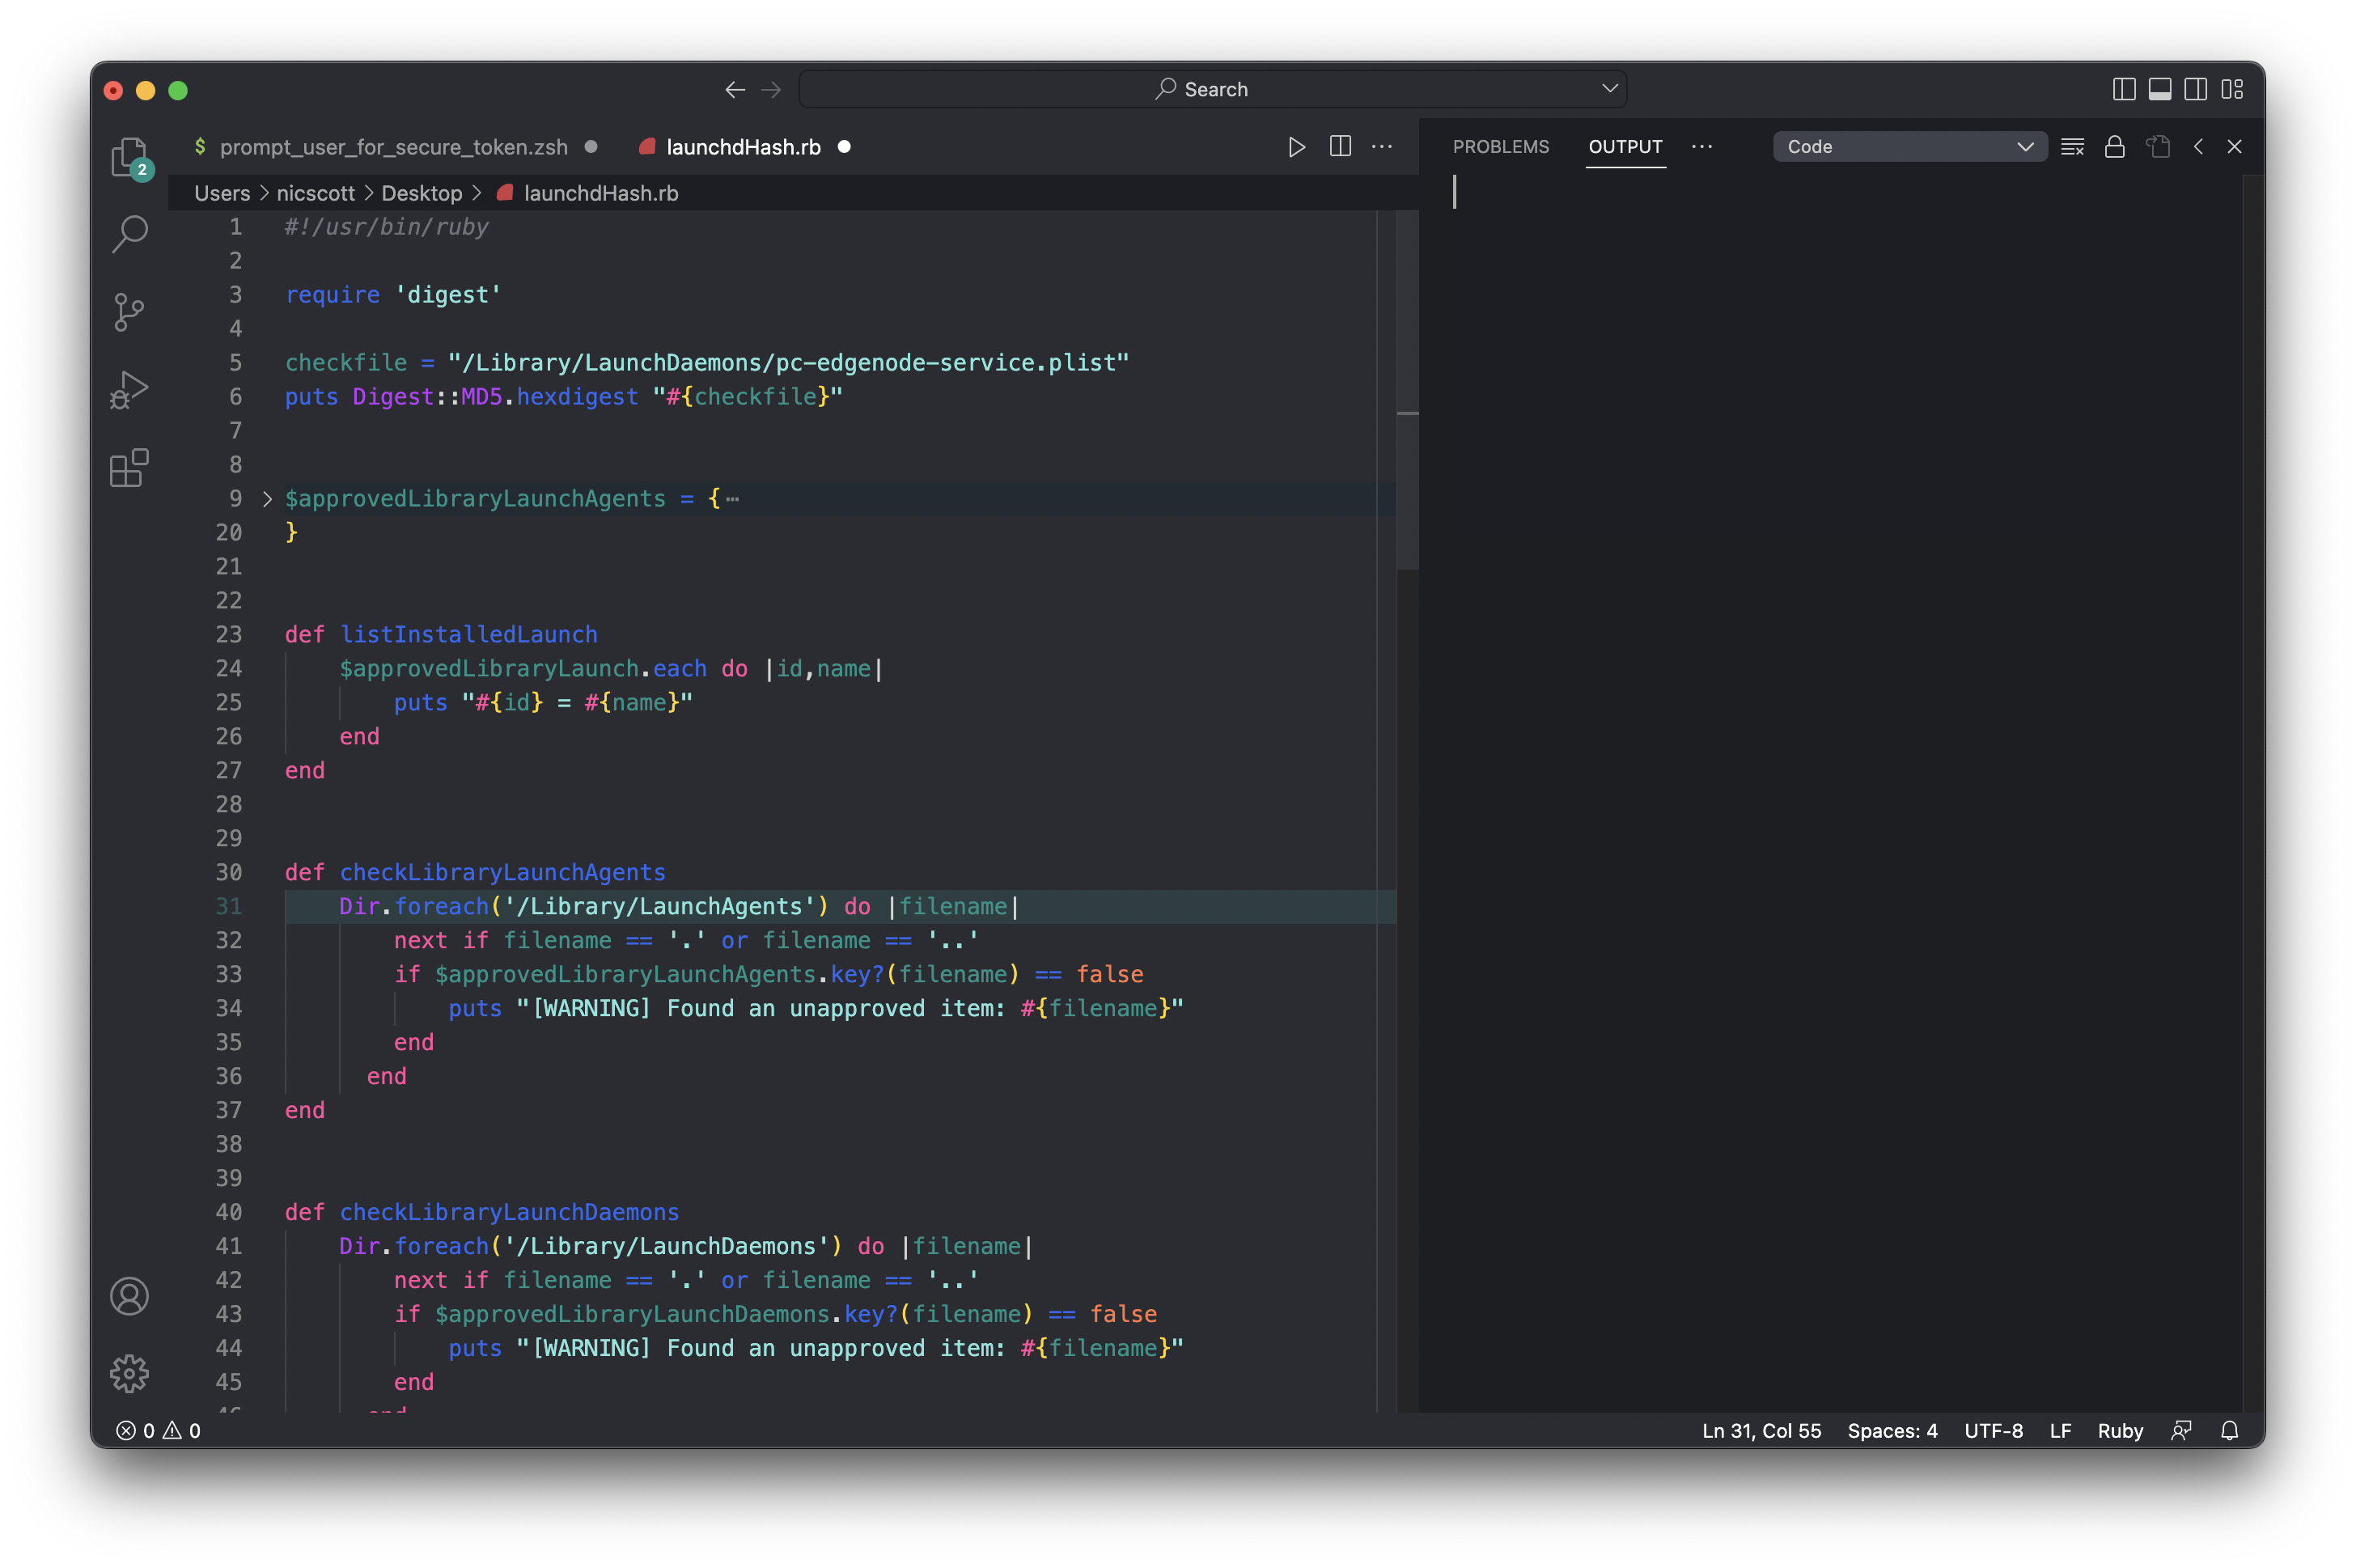 Search
$ prompt_user_for_secure_token.zsh
launchdHash.rb
PROBLEMS
OUTPUT
Code
2
Users > nicscott > Desktop > launchdHash.rb
1 #!/usr/bin/ruby
2
3 require 'digest'
4
5 checkfile = "/Library/LaunchDaemons/pc-edgenode-service.plist"
6 puts Digest::MD5.hexdigest "#{checkfile}"
7
8
9 > $approvedLibraryLaunchAgents = { ⋯
20 }
21
22
23 def listInstalledLaunch
24     $approvedLibraryLaunch.each do |id,name|
25         puts "#{id} = #{name}"
26     end
27 end
28
29
30 def checkLibraryLaunchAgents
31     Dir.foreach('/Library/LaunchAgents') do |filename|
32         next if filename == '.' or filename == '..'
33         if $approvedLibraryLaunchAgents.key?(filename) == false
34             puts "[WARNING] Found an unapproved item: #{filename}"
35         end
36       end
37 end
38
39
40 def checkLibraryLaunchDaemons
41     Dir.foreach('/Library/LaunchDaemons') do |filename|
42         next if filename == '.' or filename == '..'
43         if $approvedLibraryLaunchDaemons.key?(filename) == false
44             puts "[WARNING] Found an unapproved item: #{filename}"
45         end
46       end
0 0
Ln 31, Col 55
Spaces: 4
UTF-8
LF
Ruby